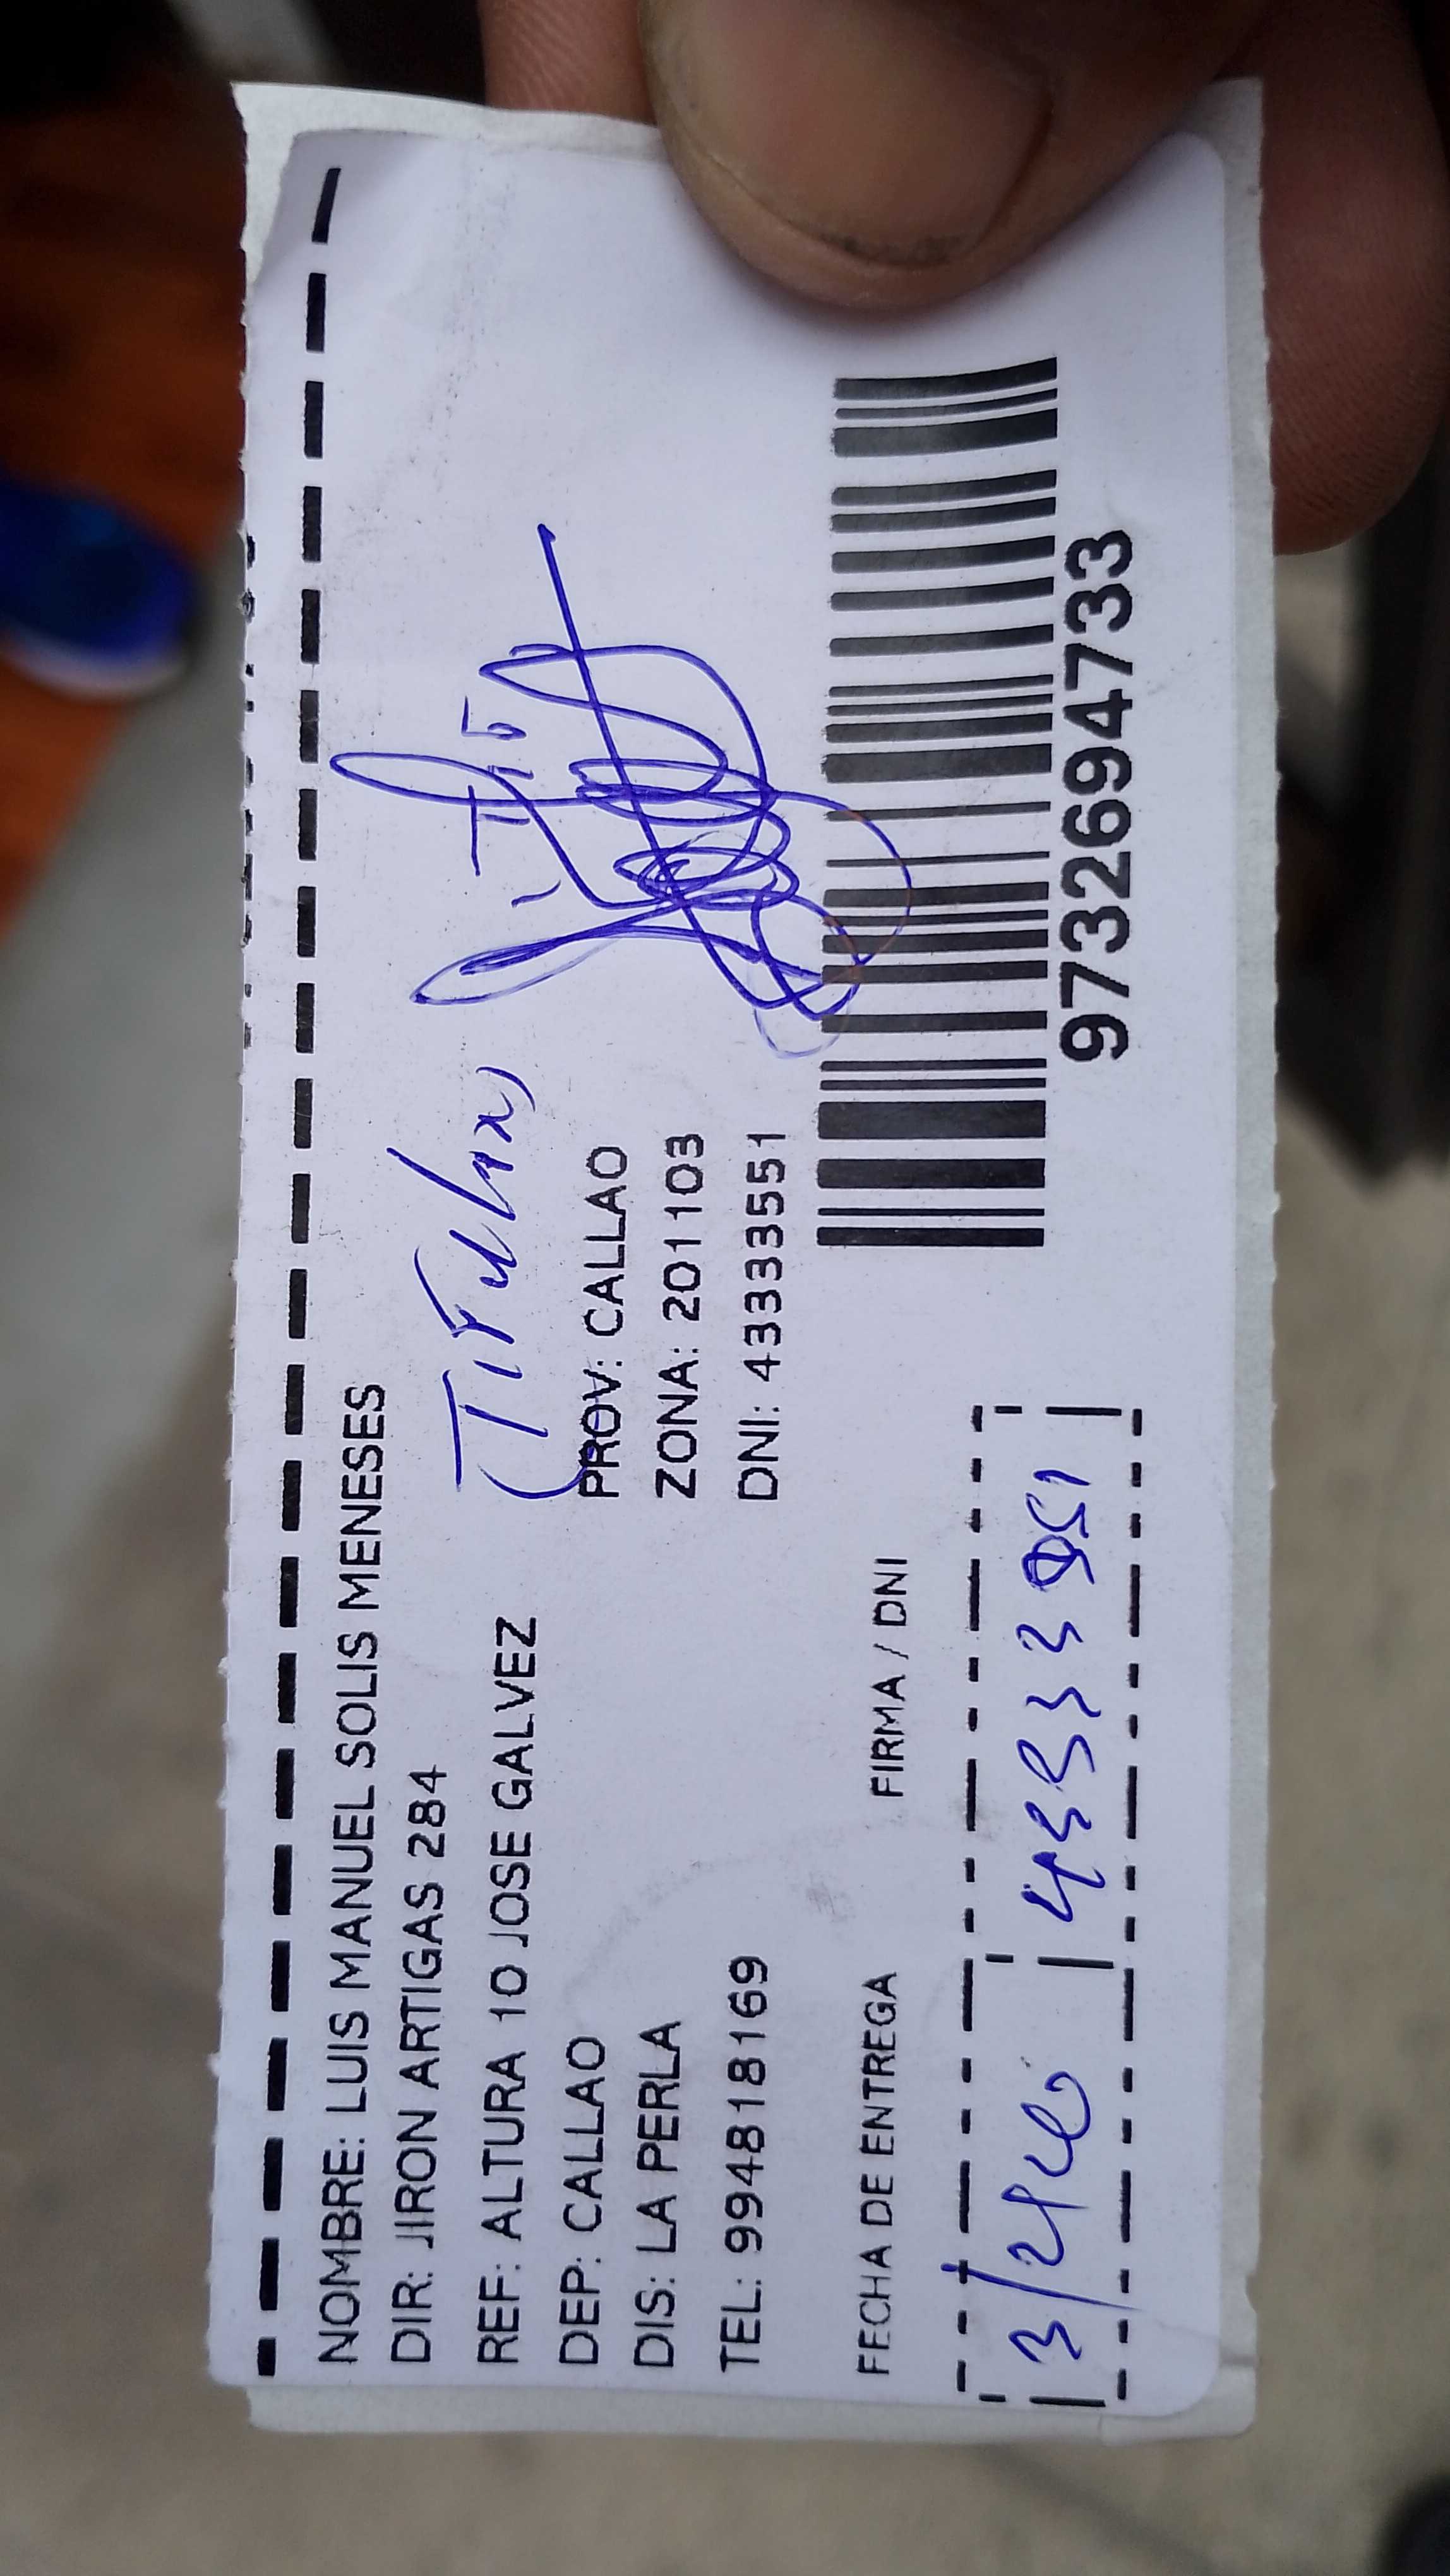 NOMBRE: LUIS MANUEL SOLIS MENESES
DIR: JIRON ARTIGAS 284
(Titular)
REF: ALTURA 10 JOSE GALVEZ
DEP: CALLAO PROV: CALLAO
DIS: LA PERLA ZONA: 201103
TEL: 994818169 DNI: 43333551
FECHA DE ENTREGA FIRMA / DNI
43333551
9732694733